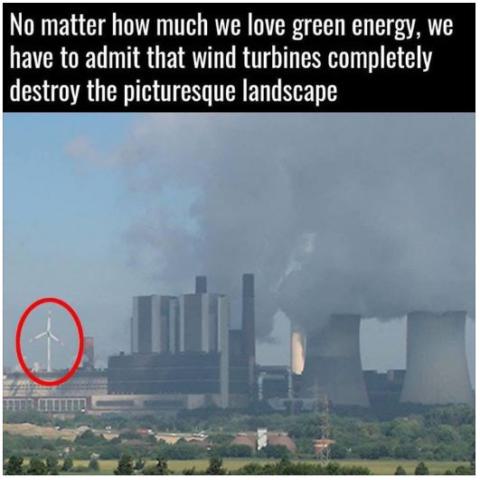 No matter how much we love green energy, we
have to admit that wind turbines completely
destroy the picturesque landscape